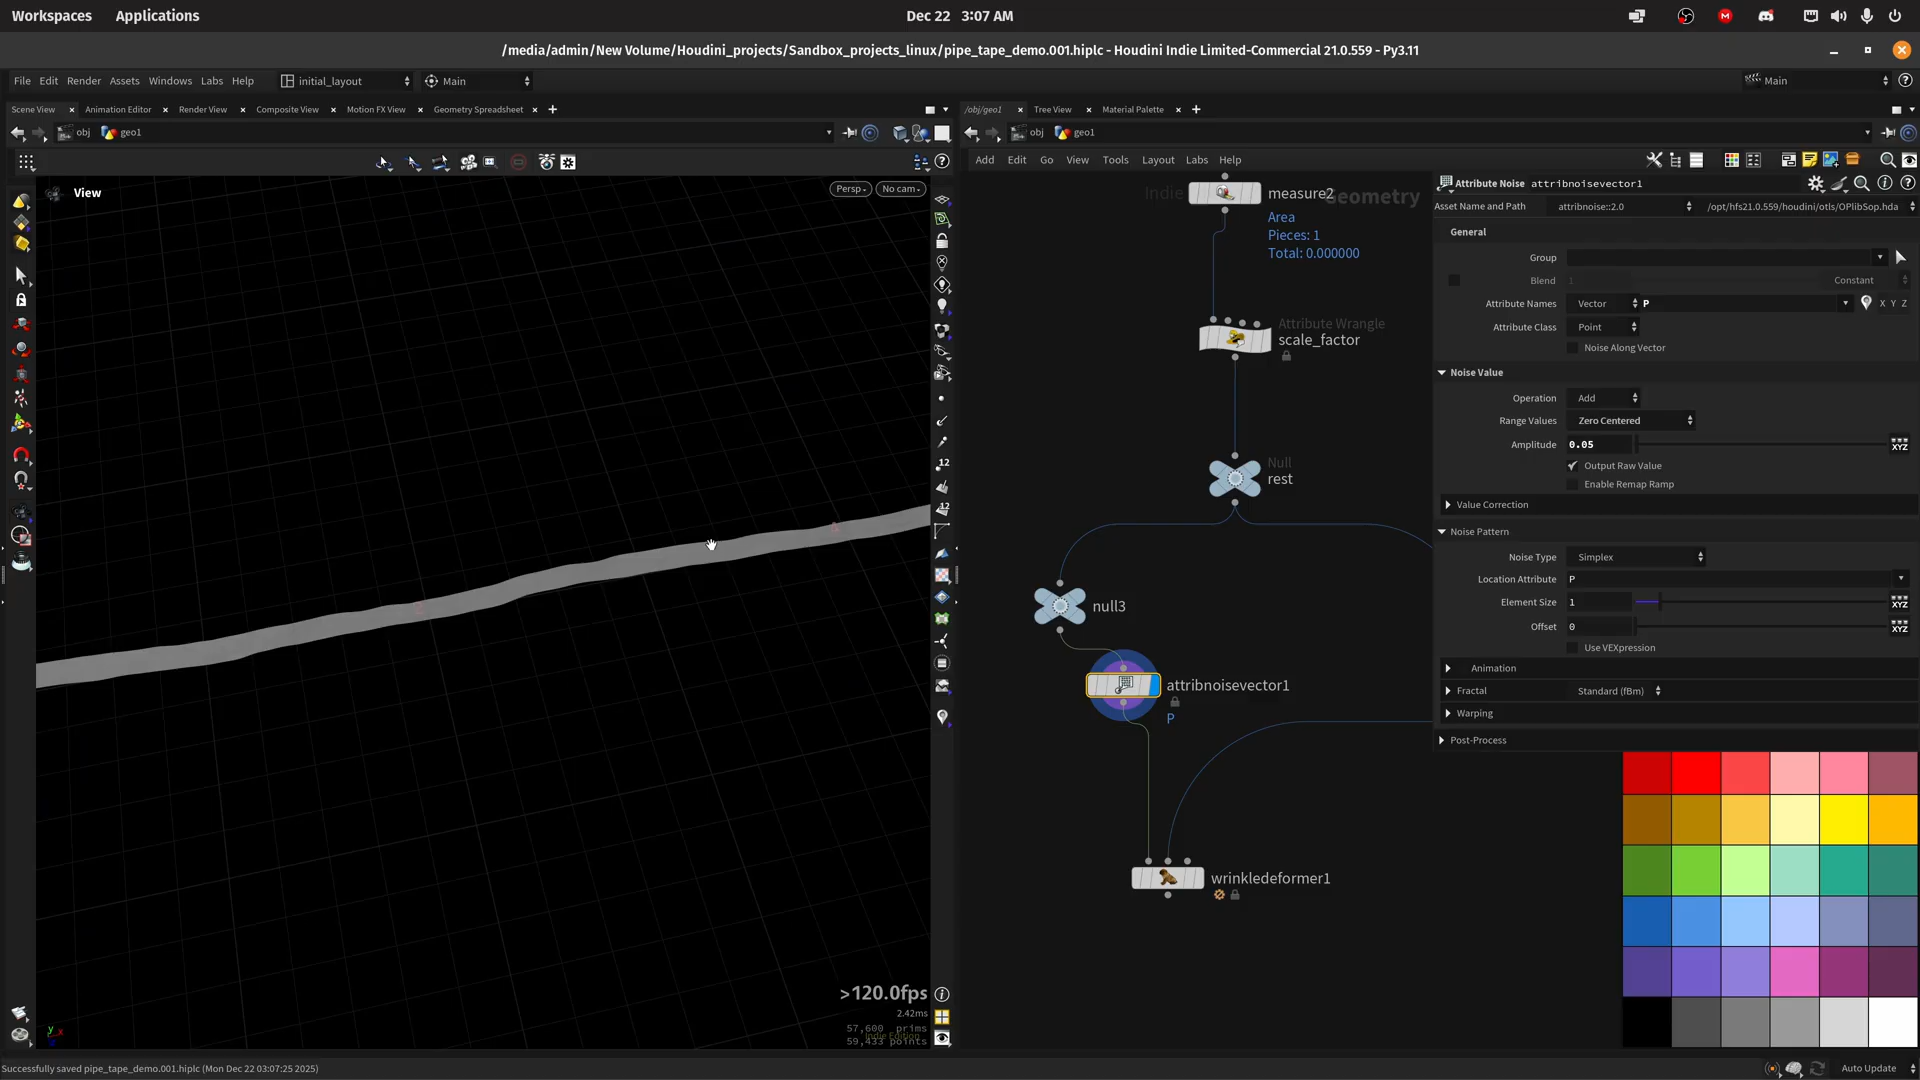 Workspaces Applications Dec 22 3:07 AM
/media/admin/New Volume/Houdini_projects/Sandbox_projects_linux/pipe_tape_demo.001.hiplc - Houdini Indie Limited-Commercial 21.0.559 - Py3.11
File Edit Render Assets Windows Labs Help initial_layout Main Main
Scene View Animation Editor Render View Composite View Motion FX View Geometry Spreadsheet
/obj/geo1 Tree View Material Palette
obj geo1
obj geo1
Add Edit Go View Tools Layout Labs Help
View Persp No cam
Indie Geometry
measure2
Area
Pieces: 1
Total: 0.000000
Attribute Wrangle
scale_factor
Null
rest
null3
attribnoisevector1
P
wrinkledeformer1
Attribute Noise attribnoisevector1
Asset Name and Path attribnoise::2.0 /opt/hfs21.0.559/houdini/otls/OPlibSop.hda
General
Group
Blend 1 Constant
Attribute Names Vector P X Y Z
Attribute Class Point
Noise Along Vector
Noise Value
Operation Add
Range Values Zero Centered
Amplitude 0.05 XYZ
Output Raw Value
Enable Remap Ramp
Value Correction
Noise Pattern
Noise Type Simplex
Location Attribute P
Element Size 1 XYZ
Offset 0 XYZ
Use VEXpression
Animation
Fractal Standard (fBm)
Warping
Post-Process
12
12
>120.0fps
2.42ms
57,600 prims
Indie Edition
59,433 points
y x
Successfully saved pipe_tape_demo.001.hiplc (Mon Dec 22 03:07:25 2025)
Auto Update